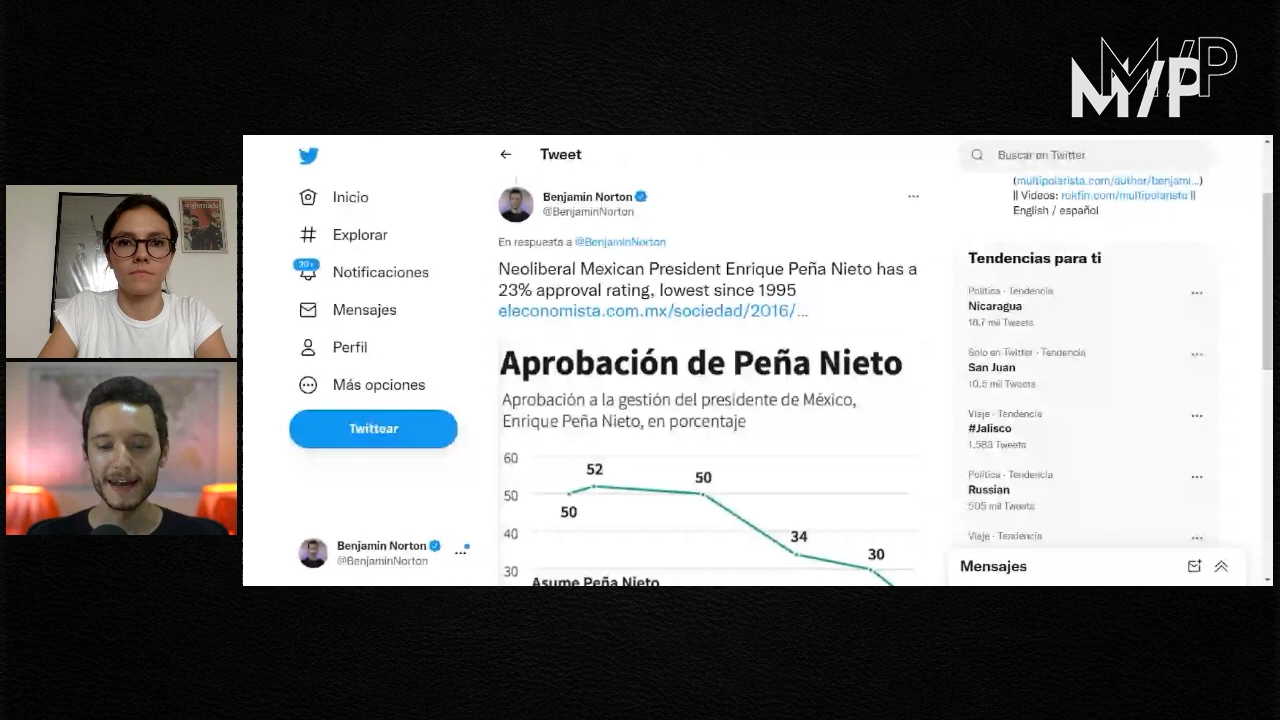 M/P
M/P
Inicio
Explorar
20+
Notificaciones
Mensajes
Perfil
Más opciones
Twittear
Benjamin Norton
@BenjaminNorton
Tweet
Benjamin Norton
@BenjaminNorton
En respuesta a @BenjaminNorton
Neoliberal Mexican President Enrique Peña Nieto has a
23% approval rating, lowest since 1995
eleconomista.com.mx/sociedad/2016/...
Aprobación de Peña Nieto
Aprobación a la gestión del presidente de México,
Enrique Peña Nieto, en porcentaje
60
52
50
50
50
40
34
30
30
Asume Peña Nieto
Buscar en Twitter
(multipolarista.com/author/benjami...)
|| Videos: rokfin.com/multipolarista ||
English / español
Tendencias para ti
Política · Tendencia
Nicaragua
18,7 mil Tweets
Solo en Twitter · Tendencia
San Juan
10,8 mil Tweets
Viaje · Tendencia
#Jalisco
1.583 Tweets
Política · Tendencia
Russian
505 mil Tweets
Viaje · Tendencia
Mensajes